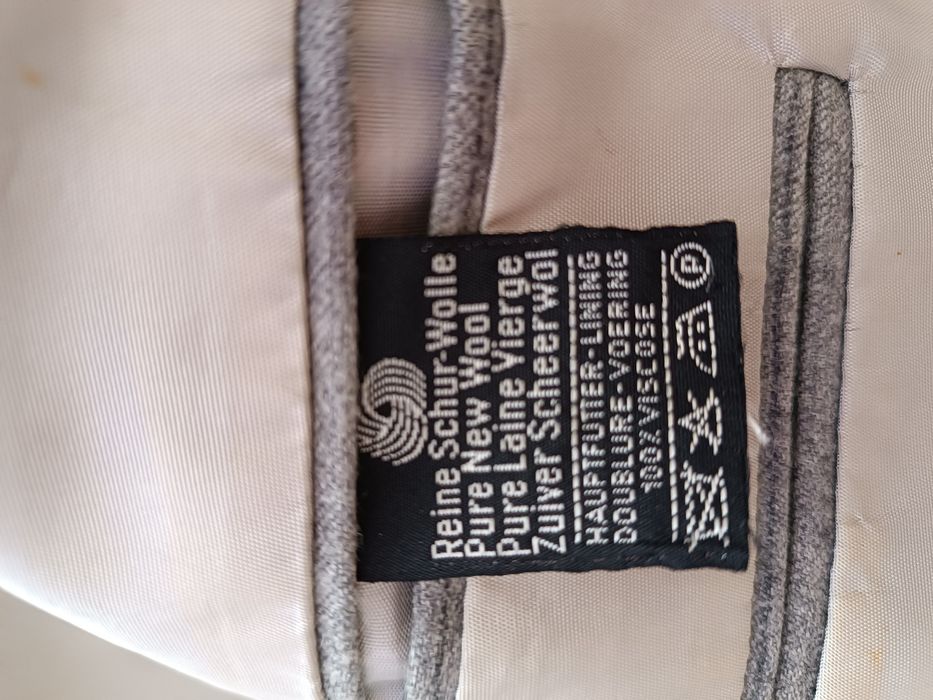 Reine Schur-Wolle
Pure New Wool
Pure Laine Vierge
Zuiver Scheerwol
HAUPTFUTTER-LINING
DOUBLURE-VOERING
100% VISCOSE
P